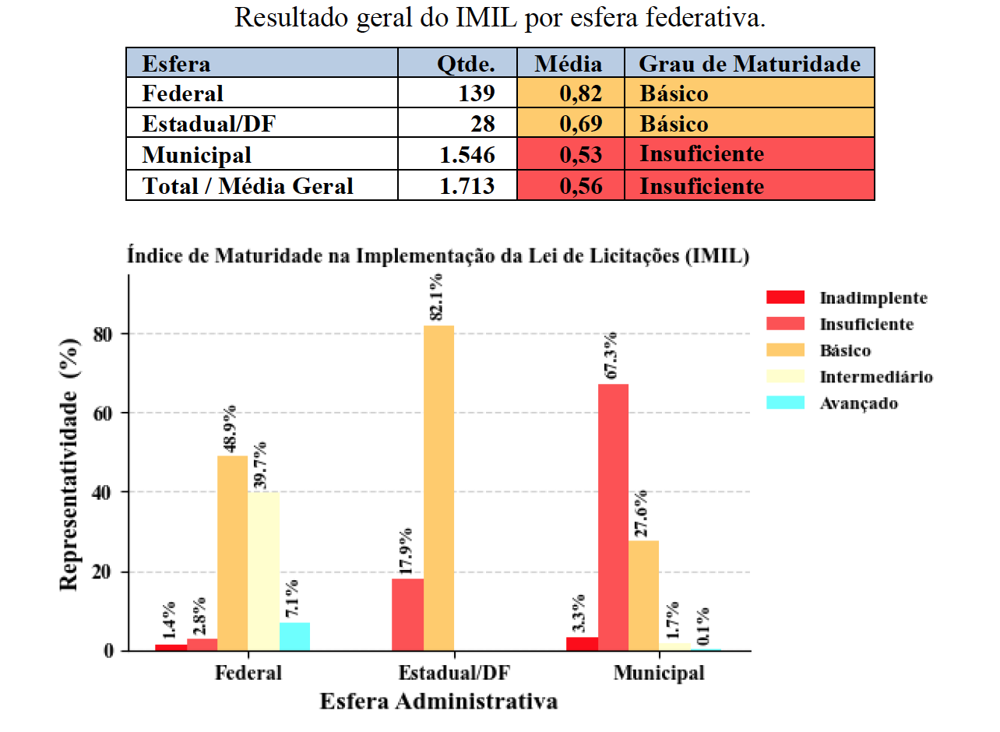 Resultado geral do IMIL por esfera federativa.
Esfera Qtde. Média Grau de Maturidade
Federal 139 0,82 Básico
Estadual/DF 28 0,69 Básico
Municipal 1.546 0,53 Insuficiente
Total / Média Geral 1.713 0,56 Insuficiente
Índice de Maturidade na Implementação da Lei de Licitações (IMIL)
Representatividade (%)
80
60
40
20
0
1.4%
2.8%
48.9%
39.7%
7.1%
17.9%
82.1%
3.3%
67.3%
27.6%
1.7%
0.1%
Federal
Estadual/DF
Municipal
Esfera Administrativa
Inadimplente
Insuficiente
Básico
Intermediário
Avançado